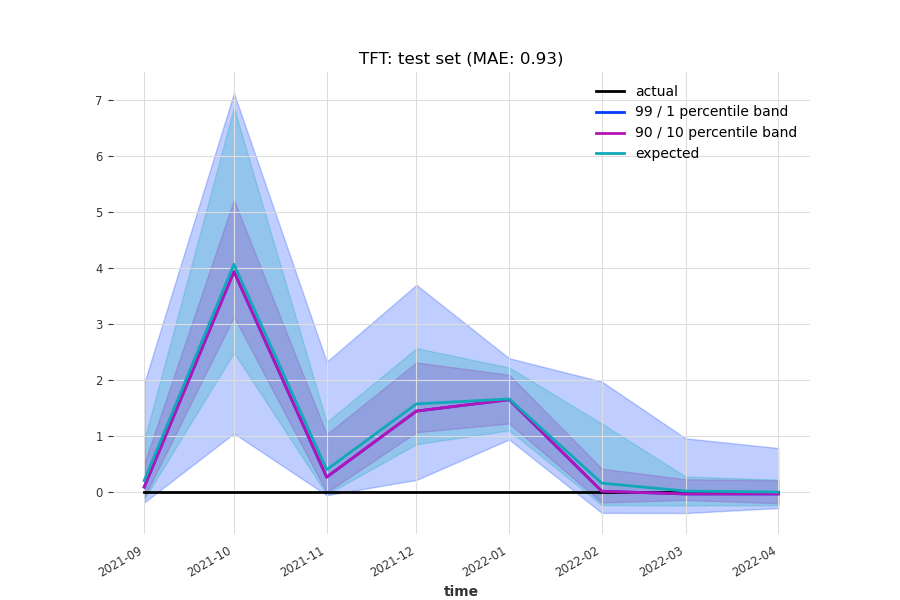 TFT: test set (MAE: 0.93)
actual
99 / 1 percentile band
90 / 10 percentile band
expected
7
6
5
4
3
2
1
0
2021-09
2021-10
2021-11
2021-12
2022-01
2022-02
2022-03
2022-04
time